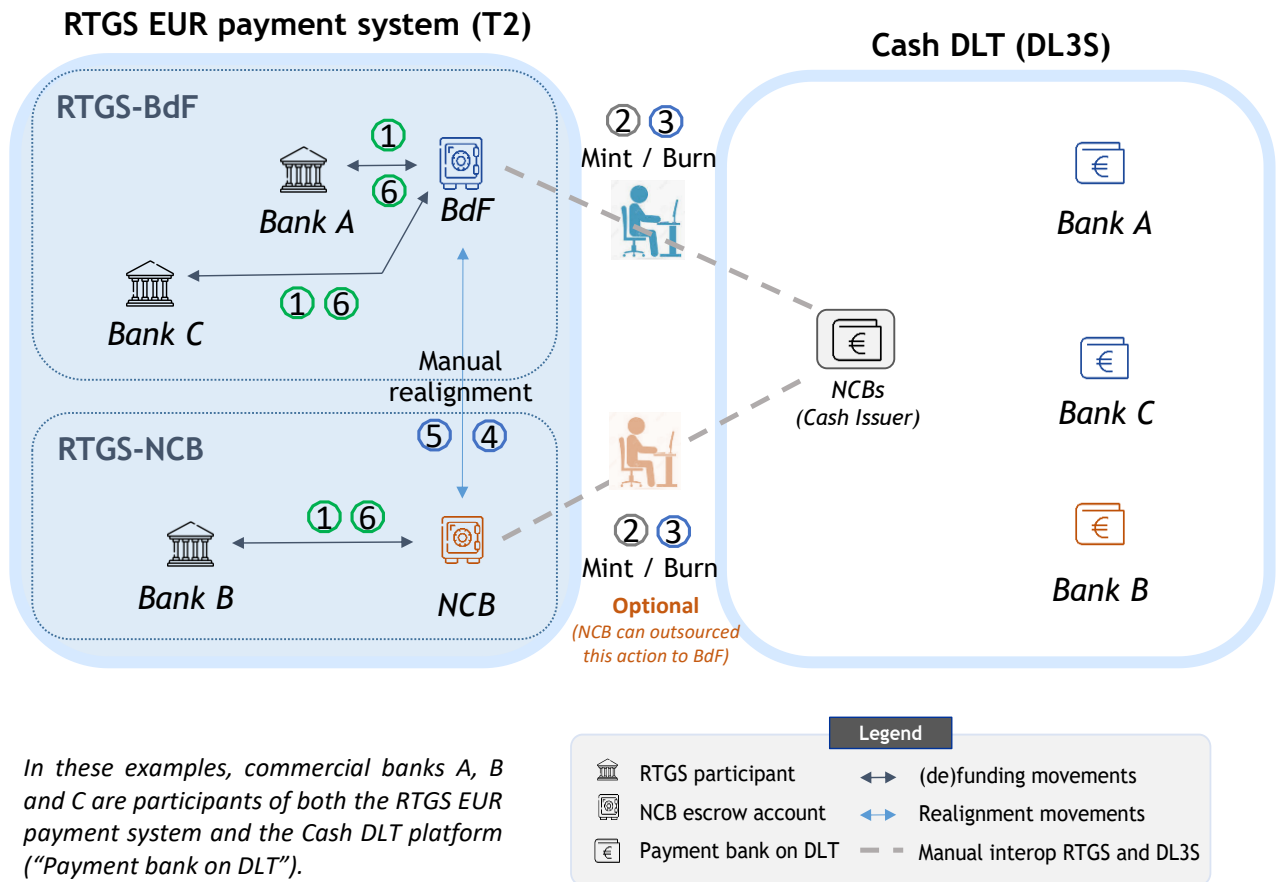 RTGS EUR payment system (T2)
Cash DLT (DL3S)
RTGS-BdF
1
6
Bank A
BdF
1 6
Bank C
Manual
realignment
5 4
RTGS-NCB
1 6
Bank B
NCB
2 3
Mint / Burn
2 3
Mint / Burn
Optional
(NCB can outsourced
this action to BdF)
€
NCBs
(Cash Issuer)
€
Bank A
€
Bank C
€
Bank B
In these examples, commercial banks A, B
and C are participants of both the RTGS EUR
payment system and the Cash DLT platform
(“Payment bank on DLT”).
Legend
RTGS participant
(de)funding movements
NCB escrow account
Realignment movements
€ Payment bank on DLT
Manual interop RTGS and DL3S